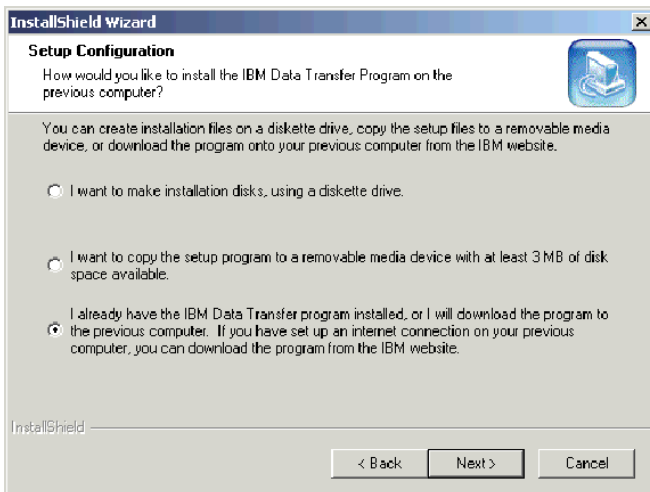 InstallShield Wizard
Setup Configuration
How would you like to install the IBM Data Transfer Program on the
previous computer?
You can create installation files on a diskette drive, copy the setup files to a removable media
device, or download the program onto your previous computer from the IBM website.
I want to make installation disks, using a diskette drive.
I want to copy the setup program to a removable media device with at least 3 MB of disk
space available.
I already have the IBM Data Transfer program installed, or I will download the program to
the previous computer. If you have set up an internet connection on your previous
computer, you can download the program from the IBM website.
InstallShield
< Back Next > Cancel